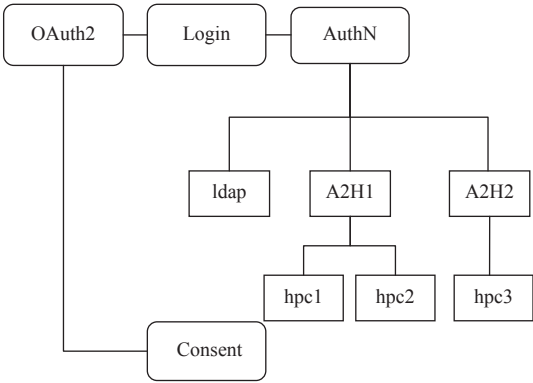 OAuth2
Login
AuthN
ldap
A2H1
A2H2
hpc1
hpc2
hpc3
Consent